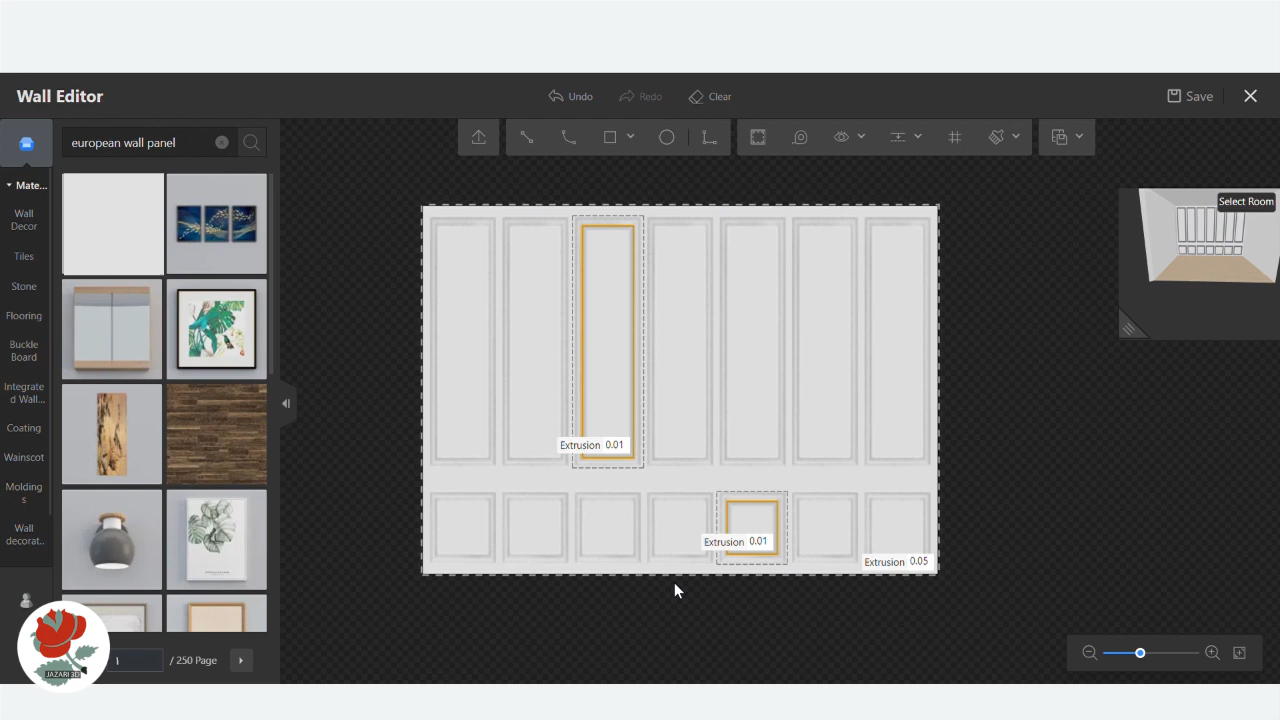 Wall Editor
Undo
Redo
Clear
Save
european wall panel
Mate...
Wall
Decor
Tiles
Stone
Flooring
Buckle
Board
Integrate
d Wall...
Coating
Wainscot
Molding
s
Wall
decorat...
Select Room
Extrusion 0.01
Extrusion 0.01
Extrusion 0.05
1
/ 250 Page
JAZARI 3D